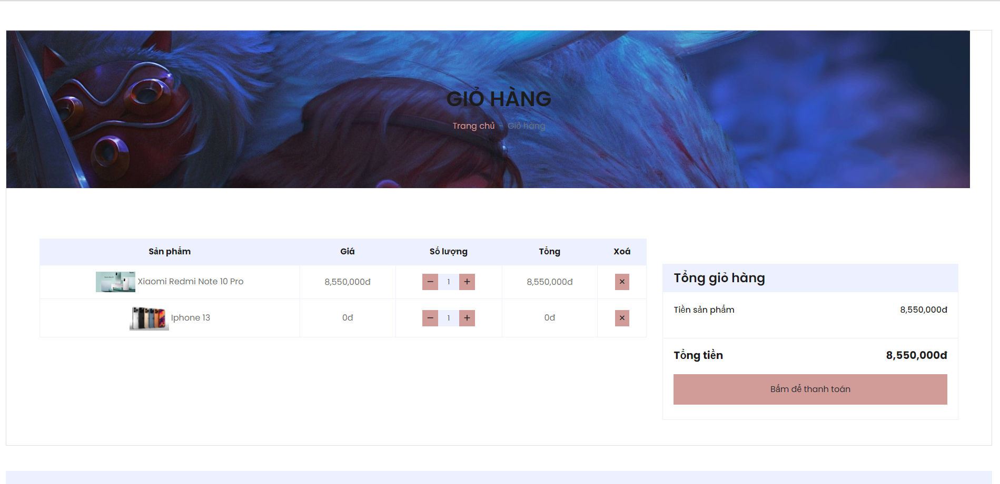 GIỎ HÀNG
Trang chủ - Giỏ hàng
Sản phẩm Giá Số lượng Tổng Xoá
Xiaomi Redmi Note 10 Pro 8,550,000đ − 1 + 8,550,000đ ×
Iphone 13 0đ − 1 + 0đ ×
Tổng giỏ hàng
Tiền sản phẩm 8,550,000đ
Tổng tiền 8,550,000đ
Bấm để thanh toán